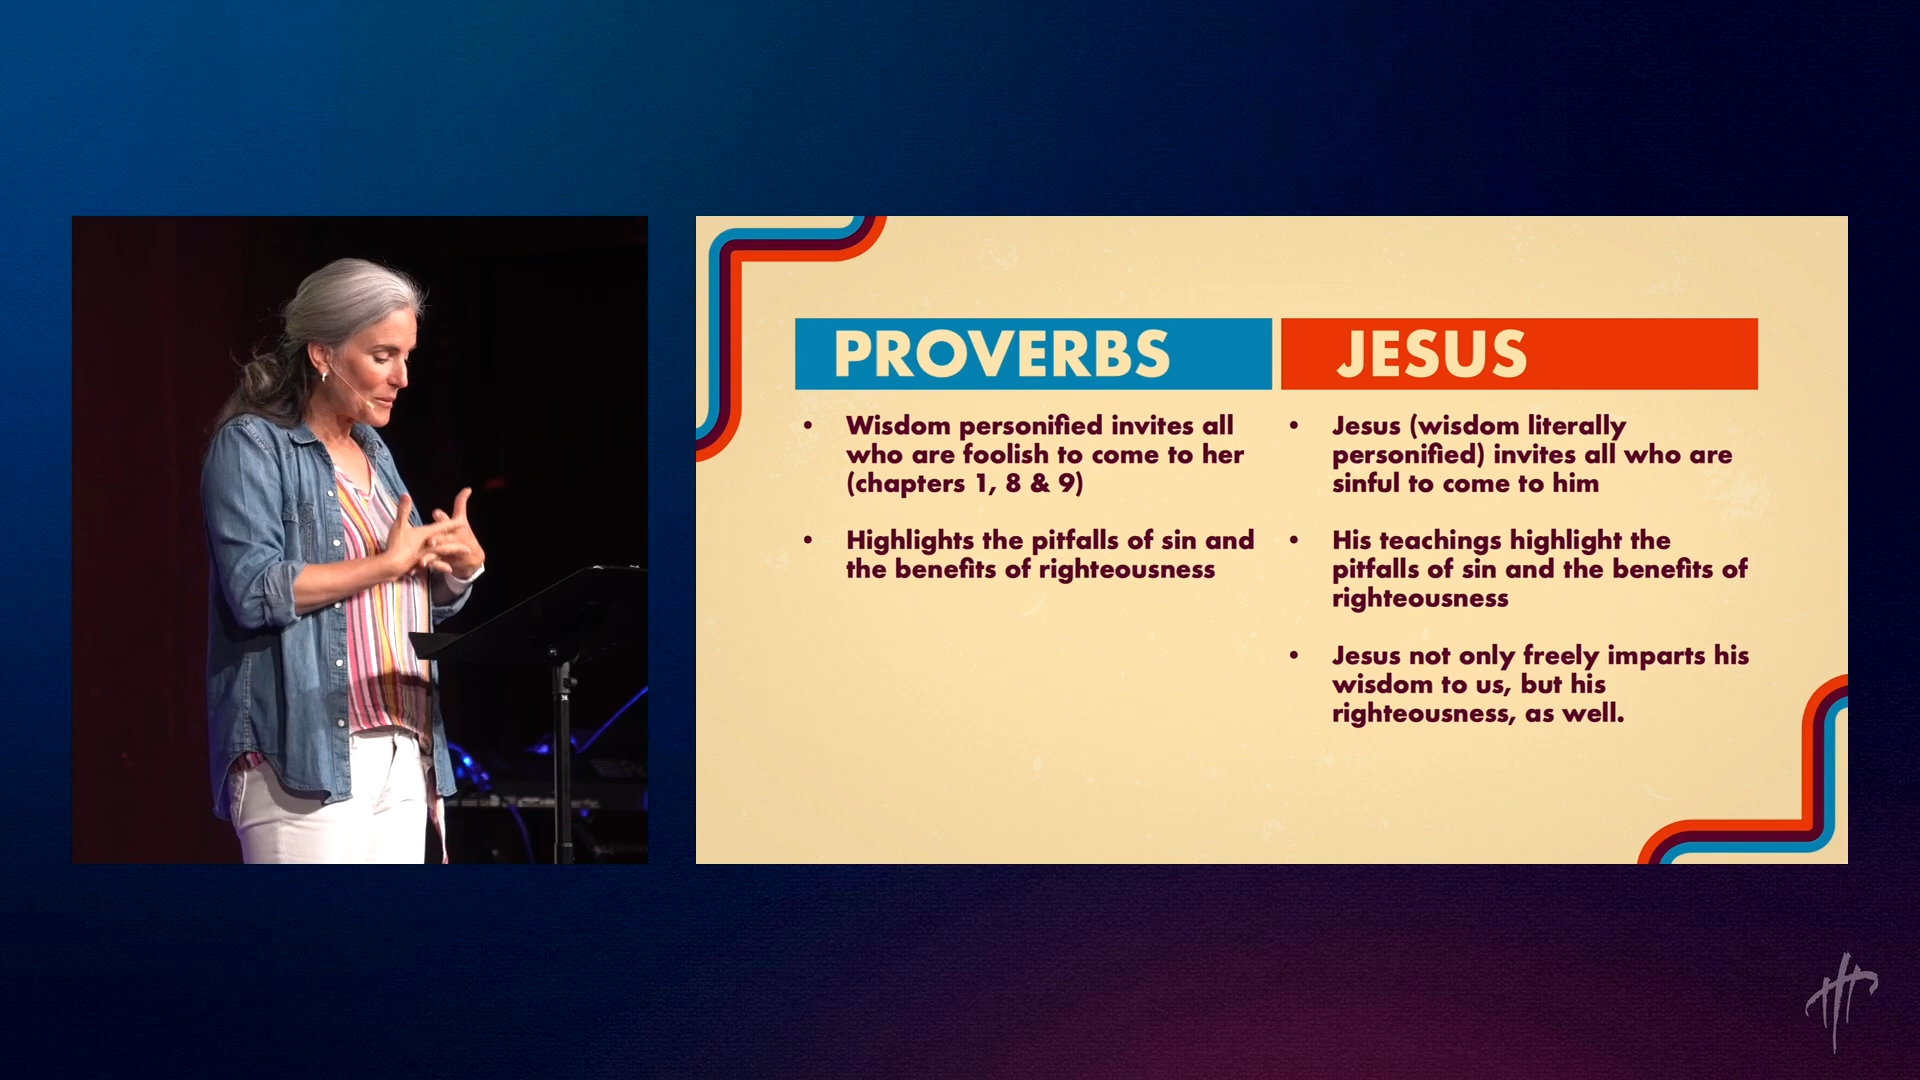 PROVERBS
• Wisdom personified invites all
who are foolish to come to her
(chapters 1, 8 & 9)
• Highlights the pitfalls of sin and
the benefits of righteousness
JESUS
• Jesus (wisdom literally
personified) invites all who are
sinful to come to him
• His teachings highlight the
pitfalls of sin and the benefits of
righteousness
• Jesus not only freely imparts his
wisdom to us, but his
righteousness, as well.